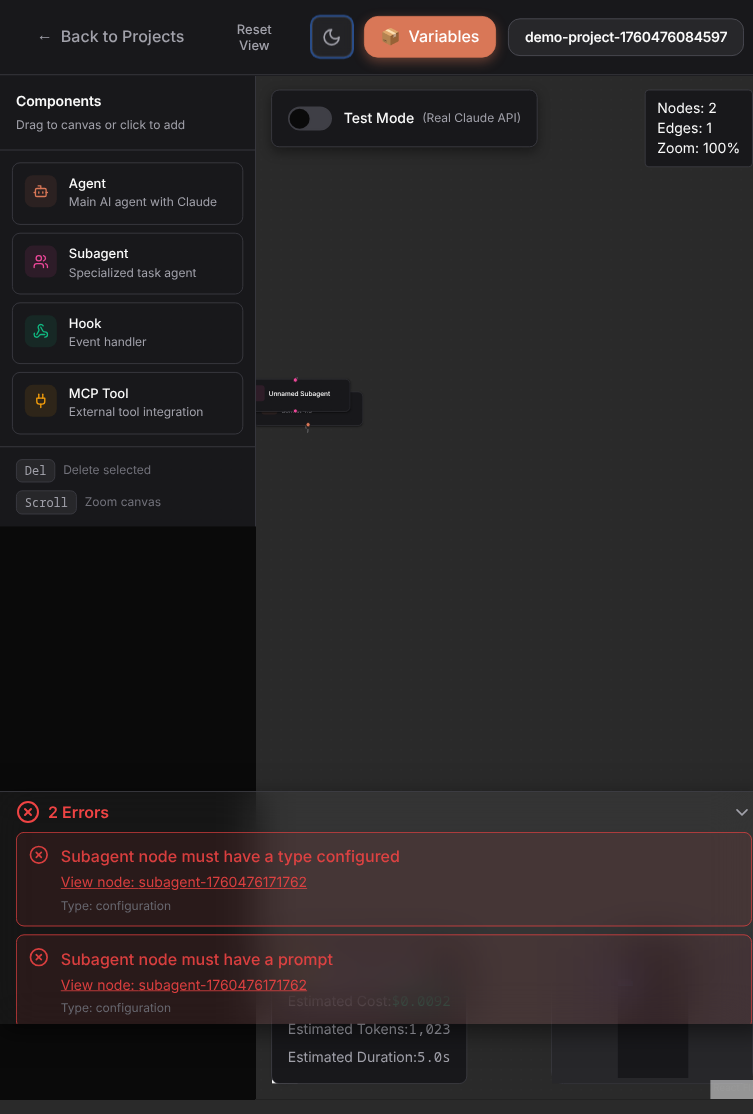 ← Back to Projects
Reset
View
Variables
demo-project-1760476084597
Components
Drag to canvas or click to add
Agent
Main AI agent with Claude
Subagent
Specialized task agent
Hook
Event handler
MCP Tool
External tool integration
Del Delete selected
Scroll Zoom canvas
Test Mode (Real Claude API)
Nodes: 2
Edges: 1
Zoom: 100%
Unnamed Subagent
2 Errors
Subagent node must have a type configured
View node: subagent-1760476171762
Type: configuration
Subagent node must have a prompt
View node: subagent-1760476171762
Type: configuration
Estimated Cost:$0.0092
Estimated Tokens:1,023
Estimated Duration:5.0s